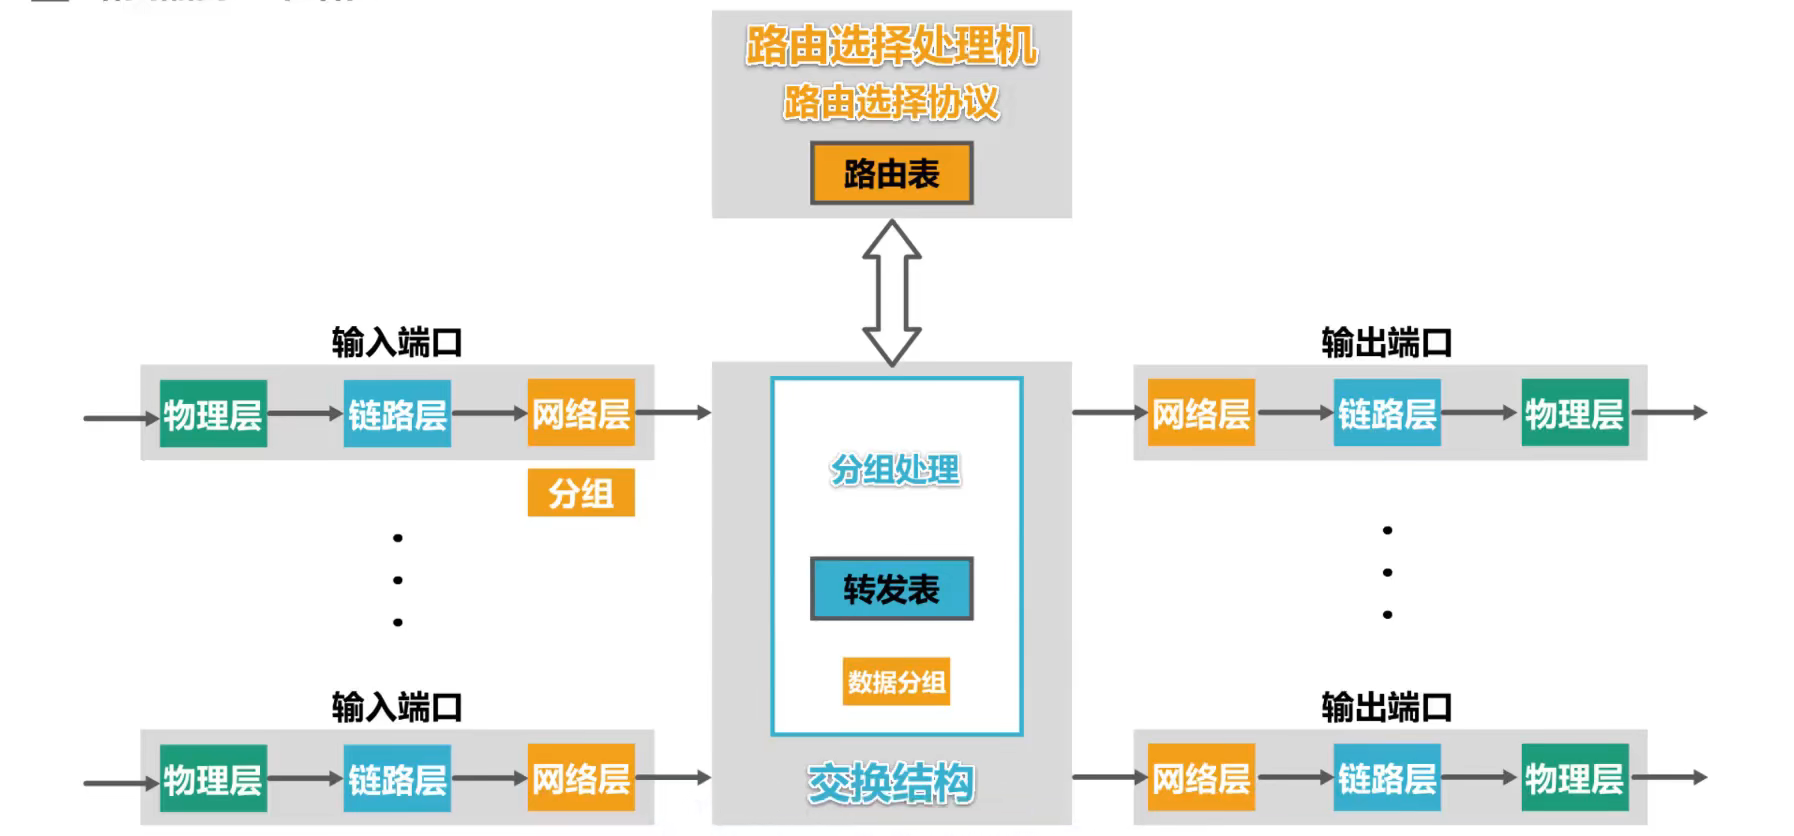 路由选择处理机
路由选择协议
路由表
输入端口
输出端口
物理层
链路层
网络层
网络层
链路层
物理层
分组处理
分组
转发表
数据分组
输入端口
输出端口
物理层
链路层
网络层
交换结构
网络层
链路层
物理层